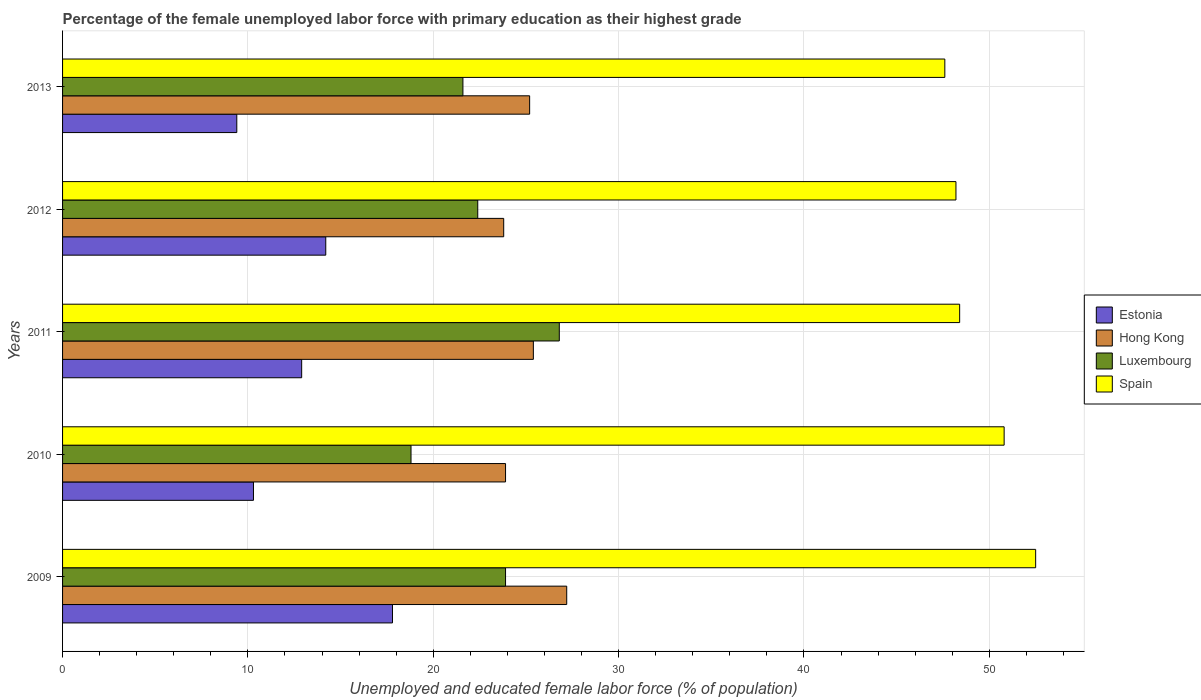 Percentage of the female unemployed labor force with primary education as their highest grade
2013
2012
2011
2010
2009
Years
0
10
20
30
40
50
Unemployed and educated female labor force (% of population)
Estonia
Hong Kong
Luxembourg
Spain